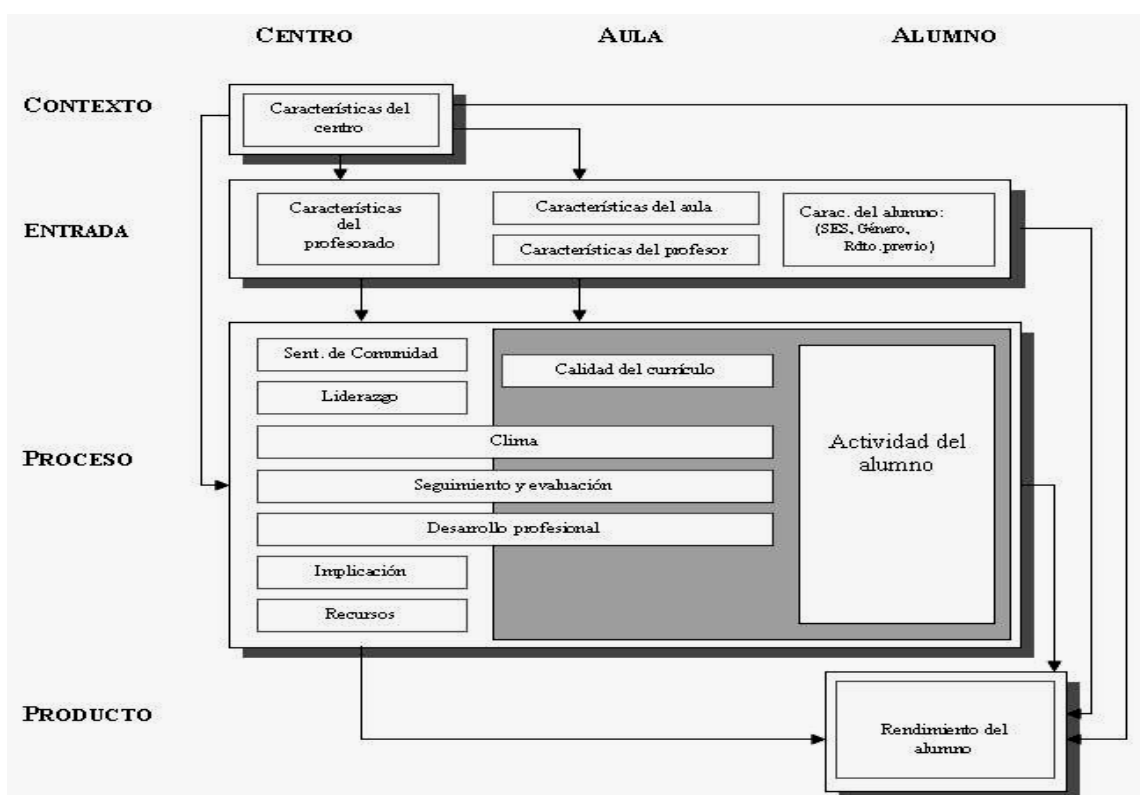 CENTRO AULA ALUMNO
CONTEXTO
Características del
centro
ENTRADA
Características
del
profesorado
Características del aula
Características del profesor
Carac. del alumno:
(SES, Género,
Rdto. previo)
PROCESO
Sent. de Comunidad
Liderazgo
Calidad del currículo
Clima
Seguimiento y evaluación
Desarrollo profesional
Implicación
Recursos
Actividad del
alumno
PRODUCTO
Rendimiento del
alumno